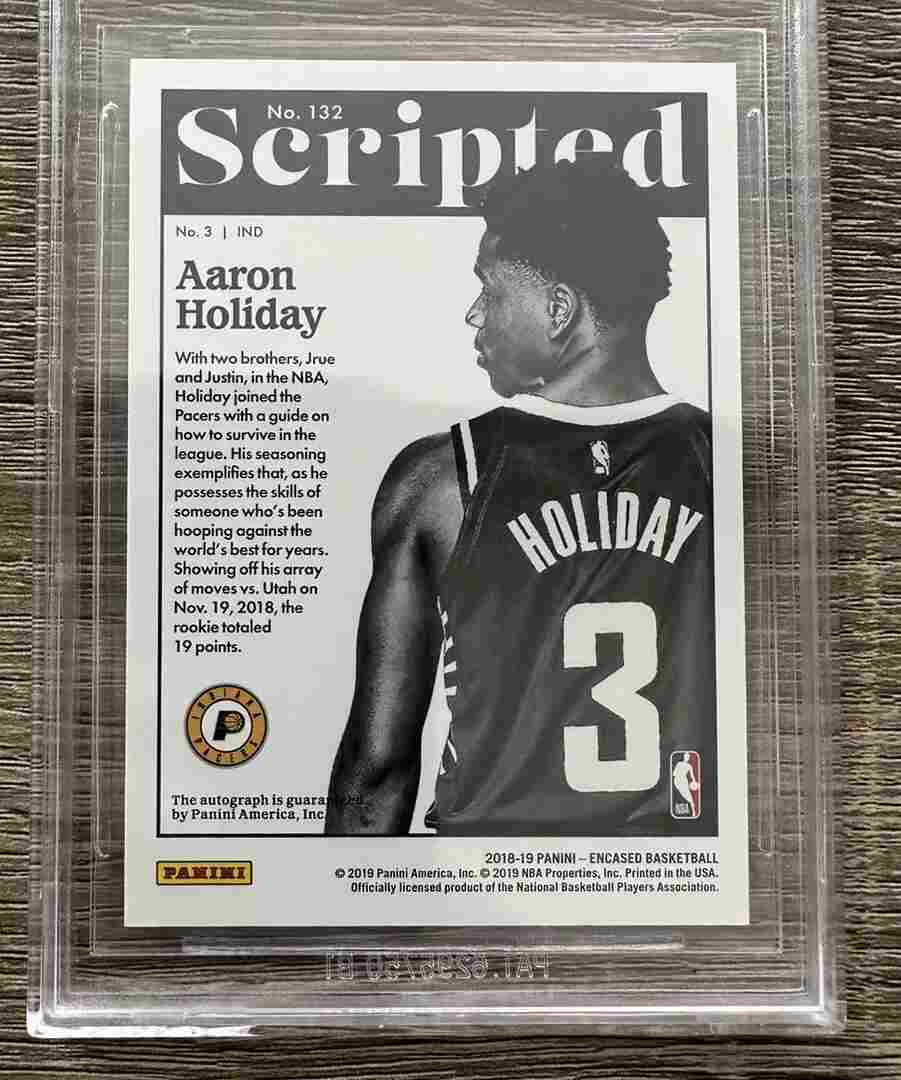 No. 132
Scripted
No. 3 | IND
Aaron
Holiday
With two brothers, Jrue
and Justin, in the NBA,
Holiday joined the
Pacers with a guide on
how to survive in the
league. His seasoning
exemplifies that, as he
possesses the skills of
someone who's been
hooping against the
world's best for years.
Showing off his array
of moves vs. Utah on
Nov. 19, 2018, the
rookie totaled
19 points.
HOLIDAY
3
INDIANA
P
PACERS
NBA
The autograph is guaranteed
by Panini America, Inc.
PANINI
2018-19 PANINI – ENCASED BASKETBALL
© 2019 Panini America, Inc. © 2019 NBA Properties, Inc. Printed in the USA.
Officially licensed product of the National Basketball Players Association.